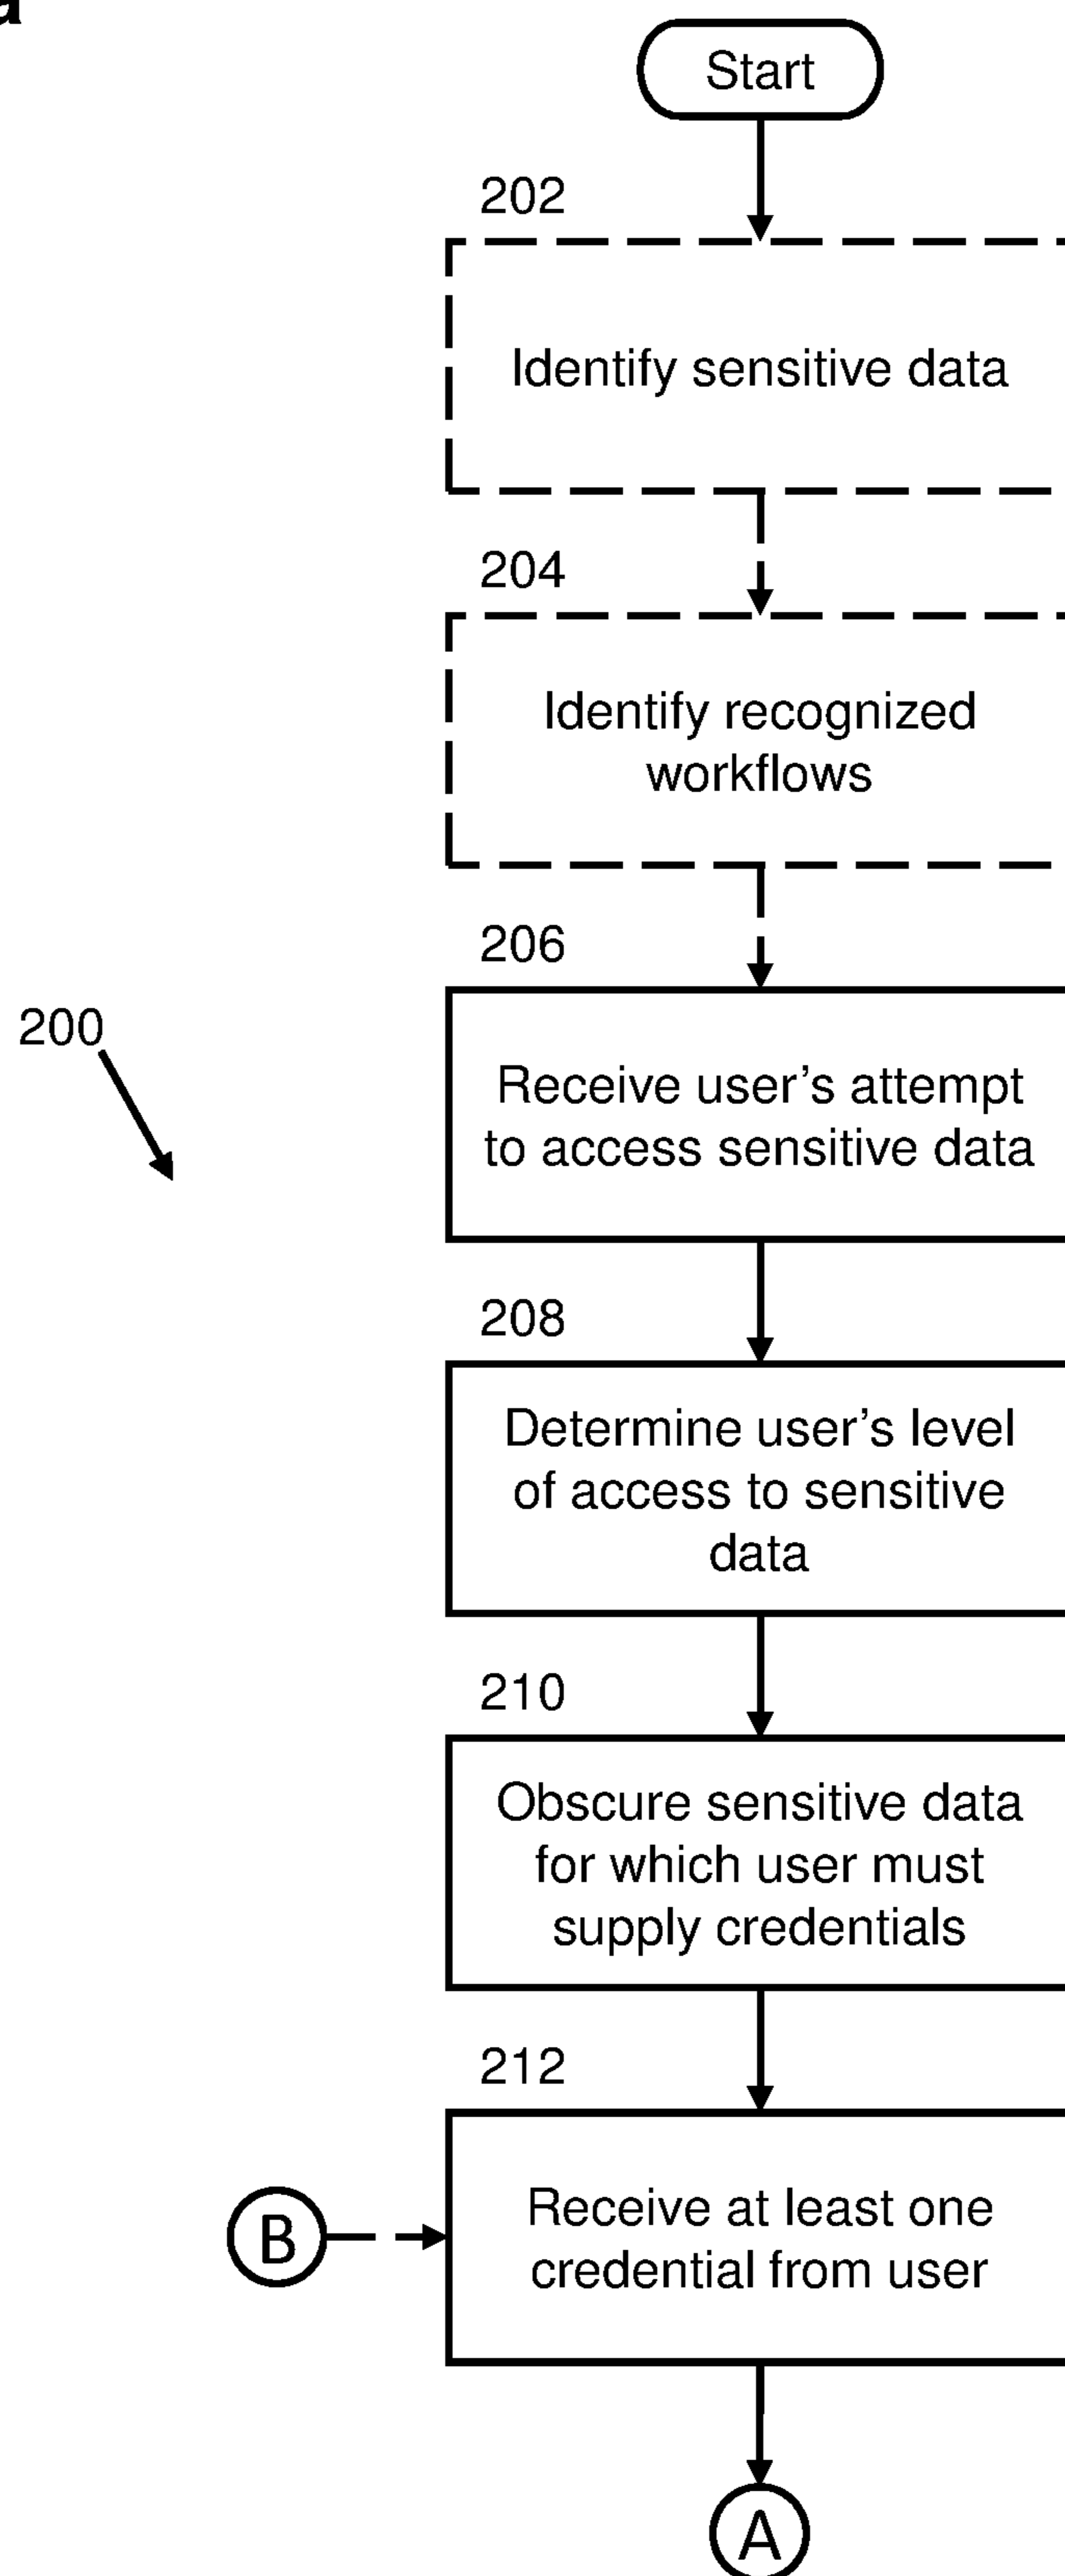 a
Start
202
Identify sensitive data
204
Identify recognized
workflows
206
200
Receive user’s attempt
to access sensitive data
208
Determine user’s level
of access to sensitive
data
210
Obscure sensitive data
for which user must
supply credentials
212
Receive at least one
credential from user
B
A